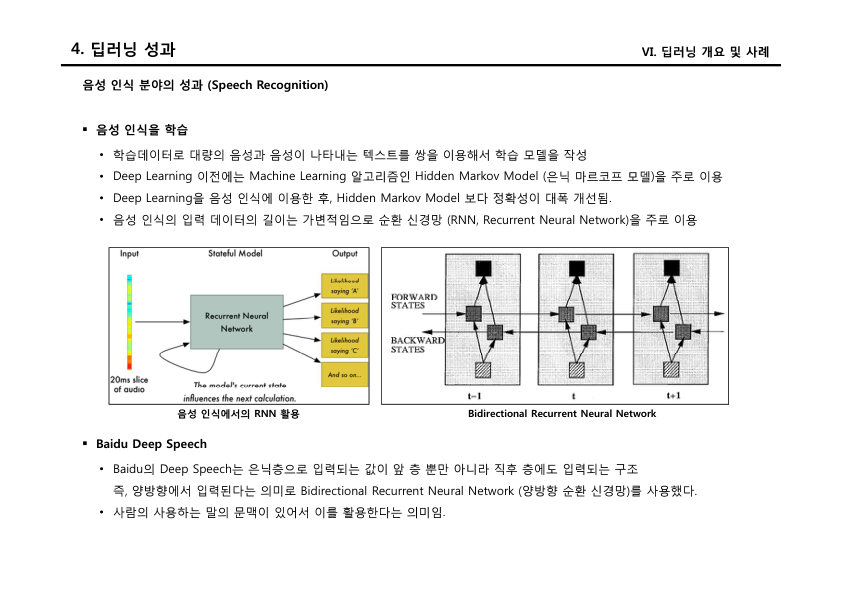 4. 딥러닝 성과
VI. 딥러닝 개요 및 사례
음성 인식 분야의 성과 (Speech Recognition)
▪ 음성 인식을 학습
• 학습데이터로 대량의 음성과 음성이 나타내는 텍스트를 쌍을 이용해서 학습 모델을 작성
• Deep Learning 이전에는 Machine Learning 알고리즘인 Hidden Markov Model (은닉 마르코프 모델)을 주로 이용
• Deep Learning을 음성 인식에 이용한 후, Hidden Markov Model 보다 정확성이 대폭 개선됨.
• 음성 인식의 입력 데이터의 길이는 가변적임으로 순환 신경망 (RNN, Recurrent Neural Network)을 주로 이용
Input
Stateful Model
Output
Recurrent Neural
Network
Likelihood
saying 'A'
Likelihood
saying 'B'
Likelihood
saying 'C'
And so on...
20ms slice
of audio
The model's current state
influences the next calculation.
FORWARD
STATES
BACKWARD
STATES
t-1
t
t+1
음성 인식에서의 RNN 활용
Bidirectional Recurrent Neural Network
▪ Baidu Deep Speech
• Baidu의 Deep Speech는 은닉층으로 입력되는 값이 앞 층 뿐만 아니라 직후 층에도 입력되는 구조
즉, 양방향에서 입력된다는 의미로 Bidirectional Recurrent Neural Network (양방향 순환 신경망)를 사용했다.
• 사람의 사용하는 말의 문맥이 있어서 이를 활용한다는 의미임.